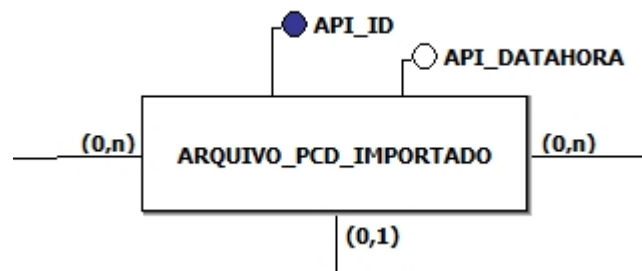 API_ID
API_DATAHORA
(0,n)
ARQUIVO_PCD_IMPORTADO
(0,n)
(0,1)